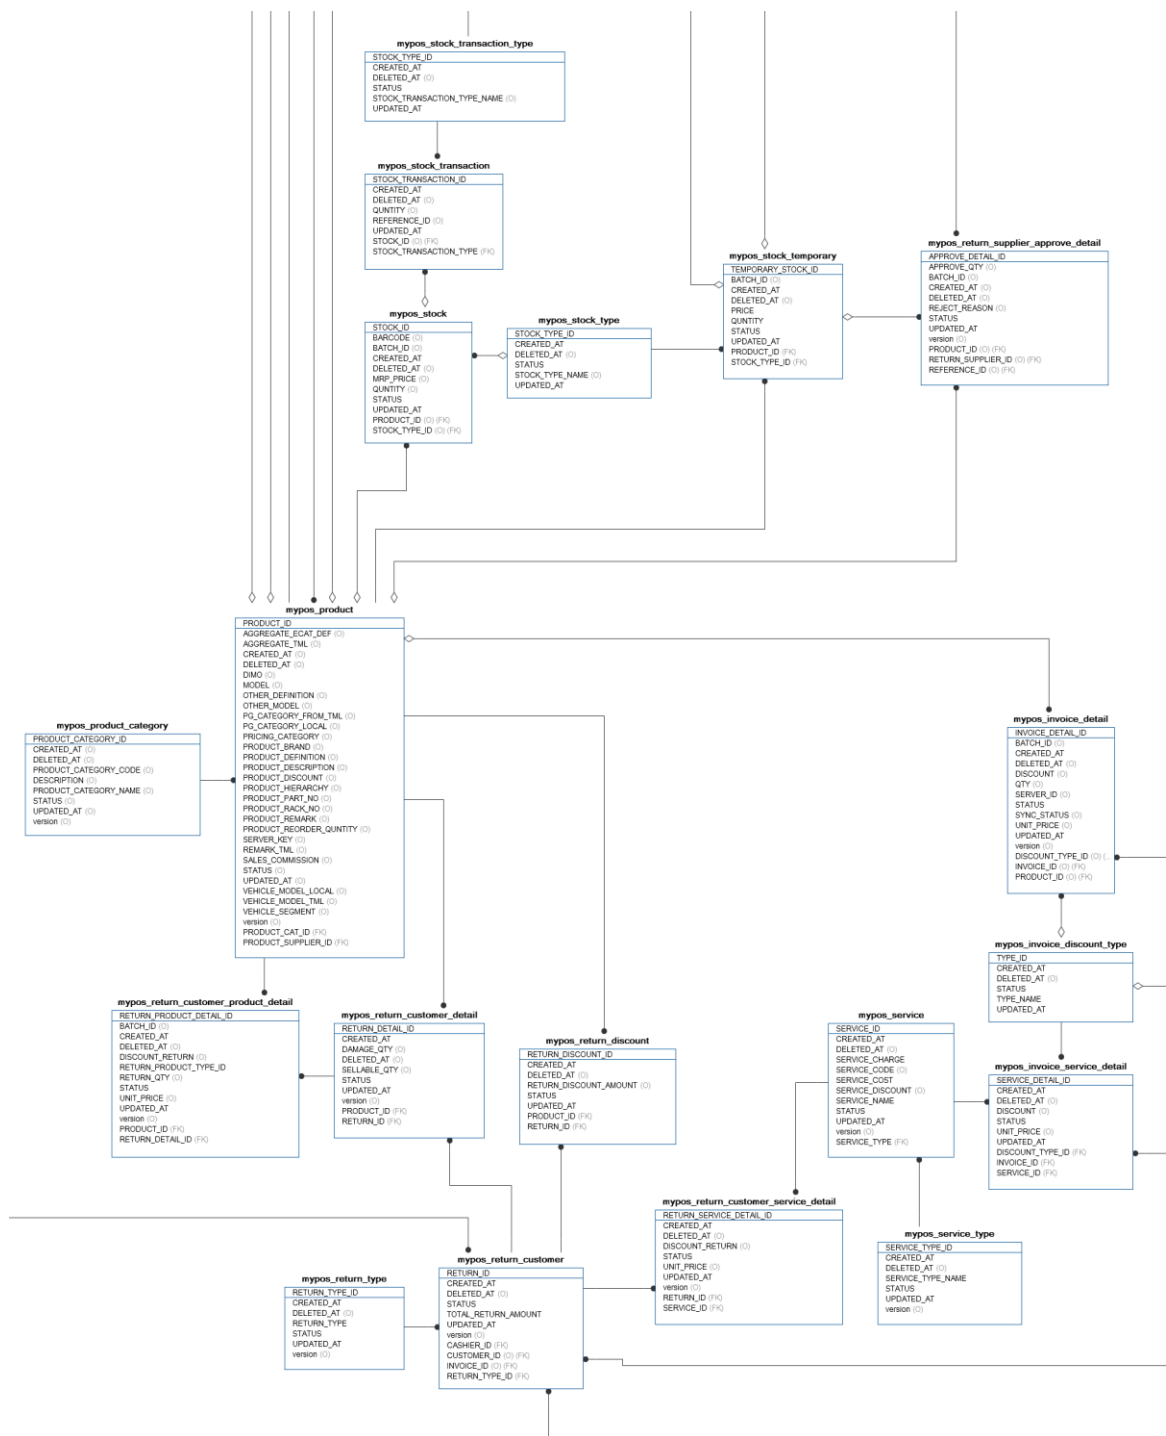 mypos_stock_transaction_type
STOCK_TYPE_ID
CREATED_AT
DELETED_AT (O)
STATUS
STOCK_TRANSACTION_TYPE_NAME (O)
UPDATED_AT
mypos_stock_transaction
STOCK_TRANSACTION_ID
CREATED_AT
DELETED_AT (O)
QUNTITY (O)
REFERENCE_ID (O)
UPDATED_AT
STOCK_ID (O) (FK)
STOCK_TRANSACTION_TYPE (FK)
mypos_return_supplier_approve_detail
APPROVE_DETAIL_ID
APPROVE_QTY (O)
BATCH_ID (O)
CREATED_AT (O)
DELETED_AT (O)
REJECT_REASON (O)
STATUS
UPDATED_AT
version (O)
PRODUCT_ID (O) (FK)
RETURN_SUPPLIER_ID (O) (FK)
REFERENCE_ID (O) (FK)
mypos_stock_temporary
TEMPORARY_STOCK_ID
BATCH_ID (O)
CREATED_AT
DELETED_AT (O)
PRICE
QUNTITY
STATUS
UPDATED_AT
PRODUCT_ID (FK)
STOCK_TYPE_ID (FK)
mypos_stock
STOCK_ID
BARCODE (O)
BATCH_ID (O)
CREATED_AT
DELETED_AT (O)
MRP_PRICE (O)
QUNTITY (O)
STATUS
UPDATED_AT
PRODUCT_ID (O) (FK)
STOCK_TYPE_ID (O) (FK)
mypos_stock_type
STOCK_TYPE_ID
CREATED_AT
DELETED_AT (O)
STATUS
STOCK_TYPE_NAME (O)
UPDATED_AT
mypos_product
PRODUCT_ID
AGGREGATE_ECAT_DEF (O)
AGGREGATE_TML (O)
CREATED_AT (O)
DELETED_AT (O)
DIMO (O)
MODEL (O)
OTHER_DEFINITION (O)
OTHER_MODEL (O)
PG_CATEGORY_FROM_TML (O)
PG_CATEGORY_LOCAL (O)
PRICING_CATEGORY (O)
PRODUCT_BRAND (O)
PRODUCT_DEFINITION (O)
PRODUCT_DESCRIPTION (O)
PRODUCT_DISCOUNT (O)
PRODUCT_HIERARCHY (O)
PRODUCT_PART_NO (O)
PRODUCT_RACK_NO (O)
PRODUCT_REMARK (O)
PRODUCT_REORDER_QUNTITY (O)
SERVER_KEY (O)
REMARK_TML (O)
SALES_COMMISSION (O)
STATUS (O)
UPDATED_AT (O)
VEHICLE_MODEL_LOCAL (O)
VEHICLE_MODEL_TML (O)
VEHICLE_SEGMENT (O)
version (O)
PRODUCT_CAT_ID (FK)
PRODUCT_SUPPLIER_ID (FK)
mypos_product_category
PRODUCT_CATEGORY_ID
CREATED_AT (O)
DELETED_AT (O)
PRODUCT_CATEGORY_CODE (O)
DESCRIPTION (O)
PRODUCT_CATEGORY_NAME (O)
STATUS (O)
UPDATED_AT (O)
version (O)
mypos_invoice_detail
INVOICE_DETAIL_ID
BATCH_ID (O)
CREATED_AT
DELETED_AT (O)
DISCOUNT (O)
QTY (O)
SERVER_ID (O)
STATUS
SYNC_STATUS (O)
UNIT_PRICE (O)
UPDATED_AT
version (O)
DISCOUNT_TYPE_ID (O) (...
INVOICE_ID (O) (FK)
PRODUCT_ID (O) (FK)
mypos_invoice_discount_type
TYPE_ID
CREATED_AT
DELETED_AT (O)
STATUS
TYPE_NAME
UPDATED_AT
mypos_return_customer_product_detail
RETURN_PRODUCT_DETAIL_ID
BATCH_ID (O)
CREATED_AT
DELETED_AT (O)
DISCOUNT_RETURN (O)
RETURN_PRODUCT_TYPE_ID
RETURN_QTY (O)
STATUS
UNIT_PRICE (O)
UPDATED_AT
version (O)
PRODUCT_ID (FK)
RETURN_DETAIL_ID (FK)
mypos_return_customer_detail
RETURN_DETAIL_ID
CREATED_AT
DAMAGE_QTY (O)
DELETED_AT (O)
SELLABLE_QTY (O)
STATUS
UPDATED_AT
version (O)
PRODUCT_ID (FK)
RETURN_ID (FK)
mypos_return_discount
RETURN_DISCOUNT_ID
CREATED_AT
DELETED_AT (O)
RETURN_DISCOUNT_AMOUNT (O)
STATUS
UPDATED_AT
PRODUCT_ID (FK)
RETURN_ID (FK)
mypos_service
SERVICE_ID
CREATED_AT
DELETED_AT (O)
SERVICE_CHARGE
SERVICE_CODE (O)
SERVICE_COST
SERVICE_DISCOUNT (O)
SERVICE_NAME
STATUS
UPDATED_AT
version (O)
SERVICE_TYPE (FK)
mypos_invoice_service_detail
SERVICE_DETAIL_ID
CREATED_AT
DELETED_AT (O)
DISCOUNT (O)
STATUS
UNIT_PRICE (O)
UPDATED_AT
DISCOUNT_TYPE_ID (FK)
INVOICE_ID (FK)
SERVICE_ID (FK)
mypos_return_customer_service_detail
RETURN_SERVICE_DETAIL_ID
CREATED_AT
DELETED_AT (O)
DISCOUNT_RETURN (O)
STATUS
UNIT_PRICE (O)
UPDATED_AT
version (O)
RETURN_ID (FK)
SERVICE_ID (FK)
mypos_service_type
SERVICE_TYPE_ID
CREATED_AT
DELETED_AT (O)
SERVICE_TYPE_NAME
STATUS
UPDATED_AT
version (O)
mypos_return_type
RETURN_TYPE_ID
CREATED_AT
DELETED_AT (O)
RETURN_TYPE
STATUS
UPDATED_AT
version (O)
mypos_return_customer
RETURN_ID
CREATED_AT
DELETED_AT (O)
STATUS
TOTAL_RETURN_AMOUNT
UPDATED_AT
version (O)
CASHIER_ID (FK)
CUSTOMER_ID (O) (FK)
INVOICE_ID (O) (FK)
RETURN_TYPE_ID (FK)